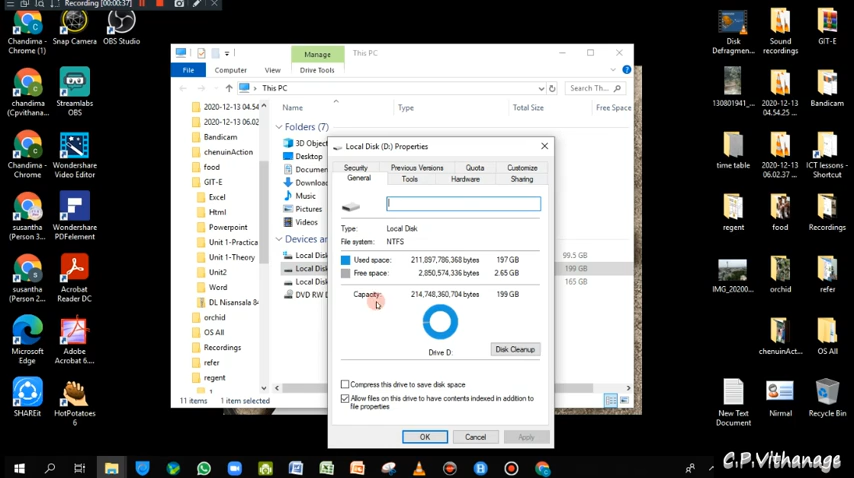 Recording [00:00:37]
Chandima - Chrome (1)
Snap Camera
OBS Studio
chandima (Cpvithana...
Streamlabs OBS
Chandima - Chrome
Wondershare Video Editor
susantha (Person 3...
Wondershare PDFelement
susantha (Person 2...
Acrobat Reader DC
Microsoft Edge
Adobe Acrobat 6....
SHAREit
HotPotatoes 6
Manage
This PC
File
Computer
View
Drive Tools
This PC
Search Th...
2020-12-13 04.54
2020-12-13 06.02
Bandicam
chenuinAction
food
GIT-E
Excel
Html
Powerpoint
Unit 1-Practica
Unit 1-Theory
Unit2
Word
DL Nisansala 84
orchid
OS All
Recordings
refer
regent
1
11 items
1 item selected
Name
Type
Total Size
Free Space
Folders (7)
3D Object
Desktop
Documen
Download
Music
Pictures
Videos
Devices an
Local Disk
Local Disk
Local Disk
DVD RW D
99.5 GB
199 GB
165 GB
Local Disk (D:) Properties
Security
Previous Versions
Quota
Customize
General
Tools
Hardware
Sharing
Type: Local Disk
File system: NTFS
Used space: 211,897,786,368 bytes 197 GB
Free space: 2,850,574,336 bytes 2.65 GB
Capacity: 214,748,360,704 bytes 199 GB
Drive D:
Disk Cleanup
Compress this drive to save disk space
Allow files on this drive to have contents indexed in addition to
file properties
OK
Cancel
Apply
Disk Defragmen...
Sound recordings
GIT-E
130801941_...
2020-12-13 04.54.25
Bandicam
time table
2020-12-13 06.02.37
ICT lessons - Shortcut
regent
food
Recordings
IMG_20200...
orchid
refer
chenuinAct...
OS All
New Text Document
Nirmal
Recycle Bin
C.P.Vithanage